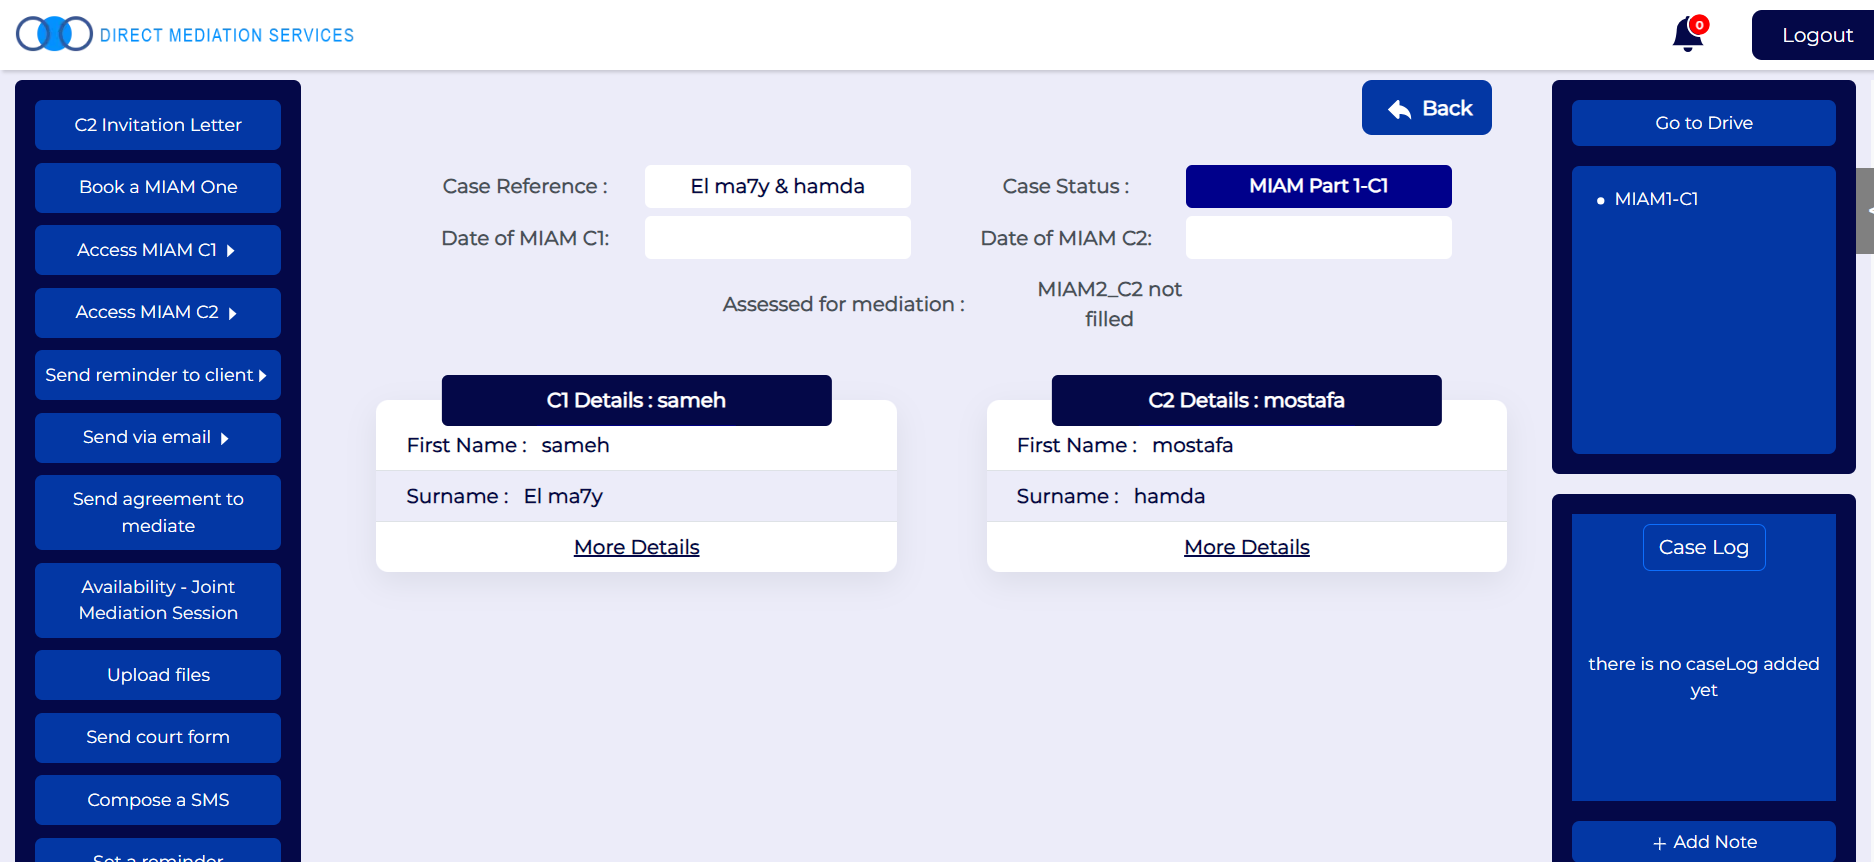 DIRECT MEDIATION SERVICES
0
Logout
C2 Invitation Letter
Book a MIAM One
Access MIAM C1
Access MIAM C2
Send reminder to client
Send via email
Send agreement to
mediate
Availability - Joint
Mediation Session
Upload files
Send court form
Compose a SMS
Set a reminder
Back
Case Reference :
El ma7y & hamda
Case Status :
MIAM Part 1-C1
Date of MIAM C1:
Date of MIAM C2:
Assessed for mediation :
MIAM2_C2 not
filled
C1 Details : sameh
First Name : sameh
Surname : El ma7y
More Details
C2 Details : mostafa
First Name : mostafa
Surname : hamda
More Details
Go to Drive
MIAM1-C1
Case Log
there is no caseLog added
yet
+ Add Note